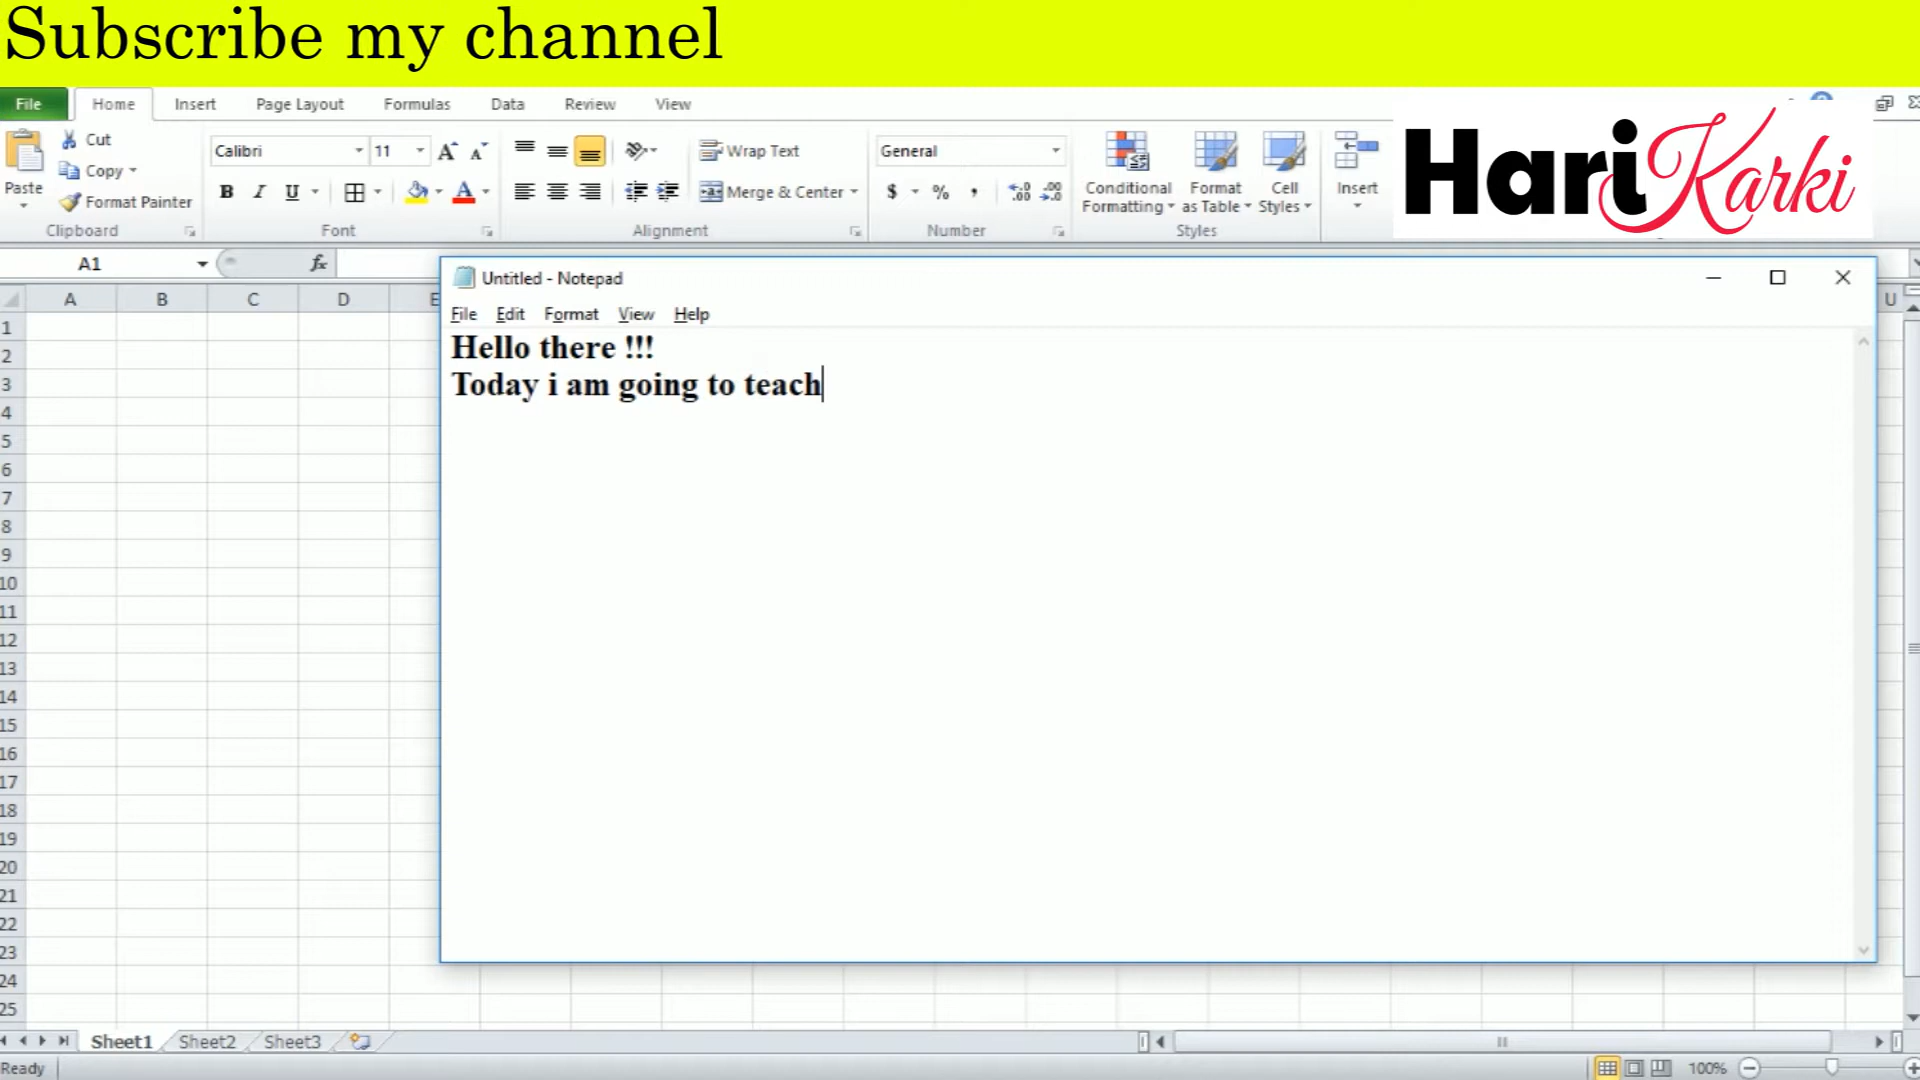 Subscribe my channel
File Home Insert Page Layout Formulas Data Review View
Hari Karki
Cut
Copy
Format Painter
Paste
Clipboard
Calibri 11
B I U
Font
Wrap Text
Merge & Center
Alignment
General
$ % ,
Number
Conditional Formatting
Format as Table
Cell Styles
Styles
Insert
A1 fx
A B C D E U
Untitled - Notepad
File Edit Format View Help
Hello there !!!
Today i am going to teach
1
2
3
4
5
6
7
8
9
10
11
12
13
14
15
16
17
18
19
20
21
22
23
24
25
Sheet1 Sheet2 Sheet3
Ready 100%